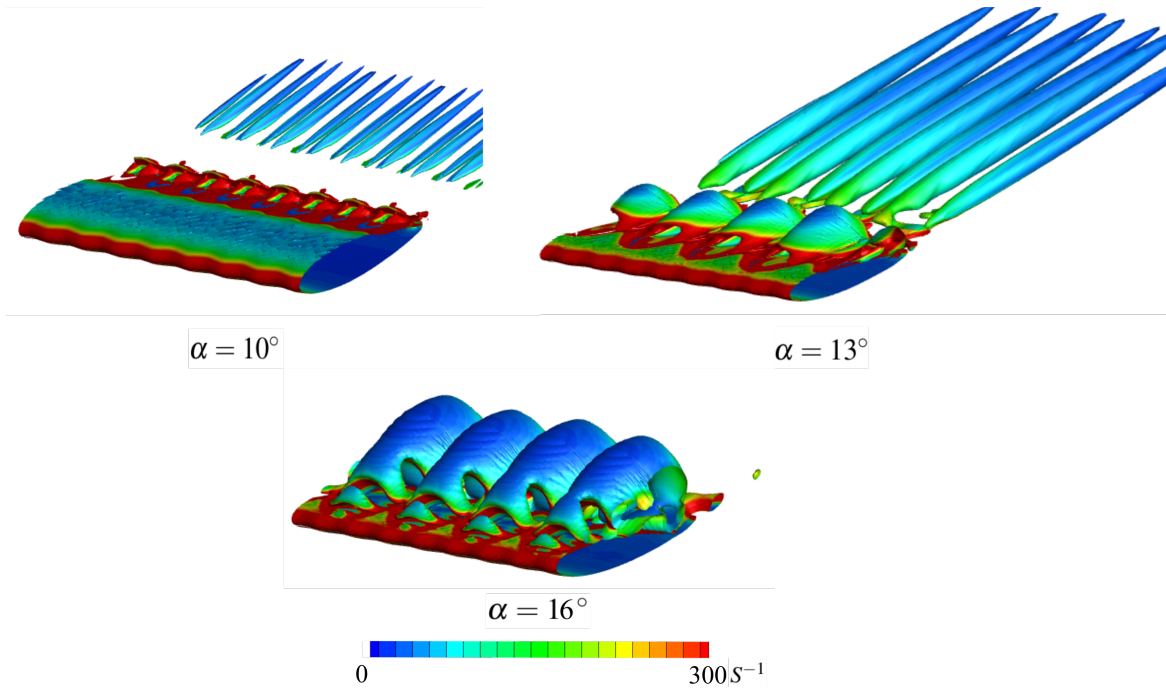 α = 10°
α = 13°
α = 16°
0 300 S⁻¹